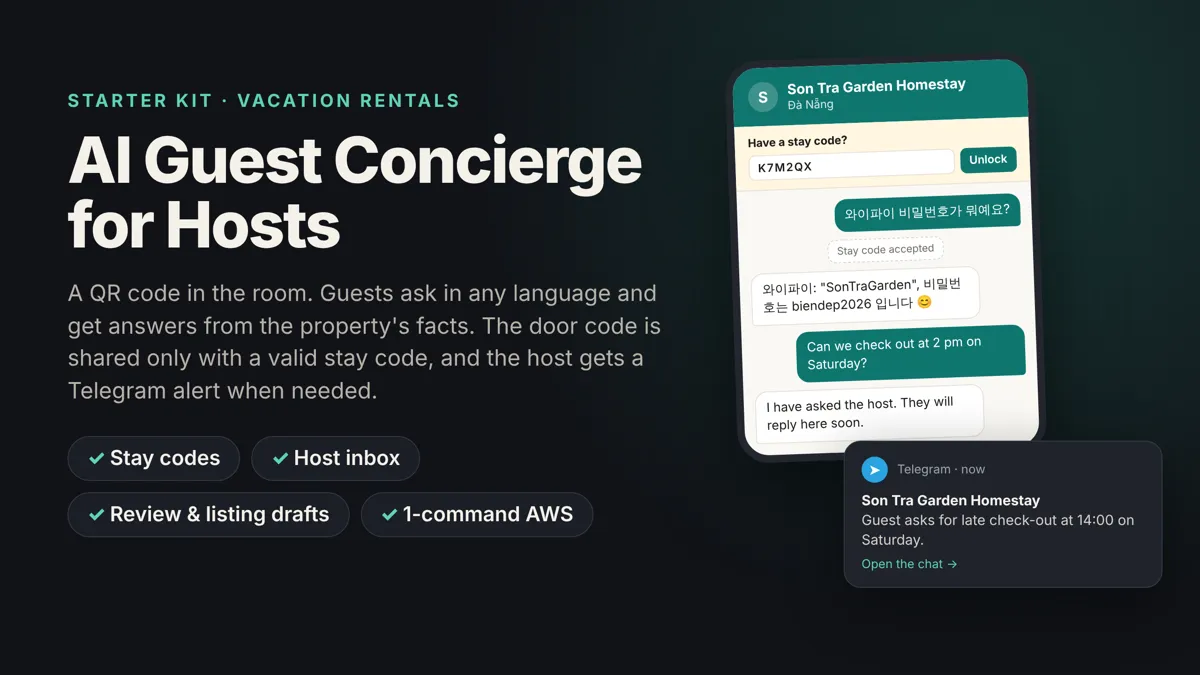 STARTER KIT · VACATION RENTALS
AI Guest Concierge
for Hosts
A QR code in the room. Guests ask in any language and
get answers from the property's facts. The door code is
shared only with a valid stay code, and the host gets a
Telegram alert when needed.
✓ Stay codes
✓ Host inbox
✓ Review & listing drafts
✓ 1-command AWS
S
Son Tra Garden Homestay
Đà Nẵng
Have a stay code?
K7M2QX
Unlock
와이파이 비밀번호가 뭐예요?
Stay code accepted
와이파이: "SonTraGarden", 비밀번
호는 biendep2026 입니다 😊
Can we check out at 2 pm on
Saturday?
I have asked the host. They will
reply here soon.
Telegram · now
Son Tra Garden Homestay
Guest asks for late check-out at 14:00 on
Saturday.
Open the chat →